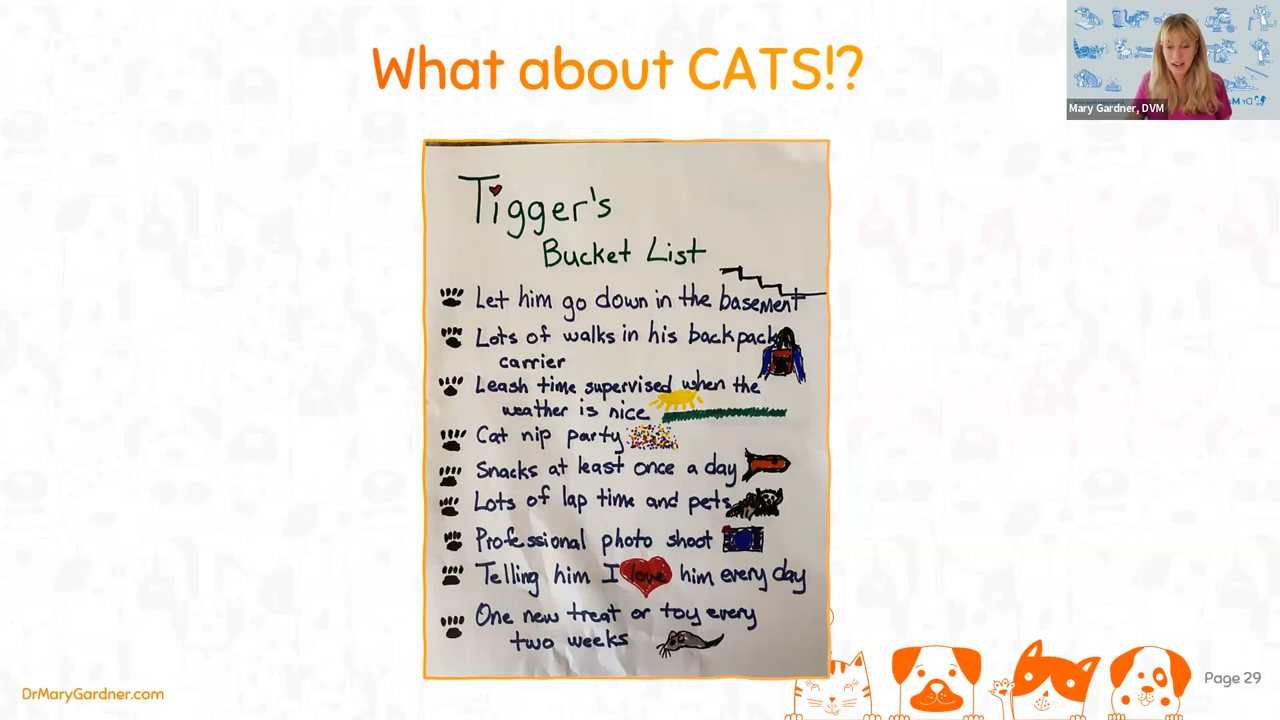 What about CATS!?
Mary Gardner, DVM
Tigger's
Bucket List
Let him go down in the basement
Lots of walks in his backpack
carrier
Leash time supervised when the
weather is nice
Cat nip party
Snacks at least once a day
Lots of lap time and pets
Professional photo shoot
Telling him I love him every day
One new treat or toy every
two weeks
DrMaryGardner.com
Page 29